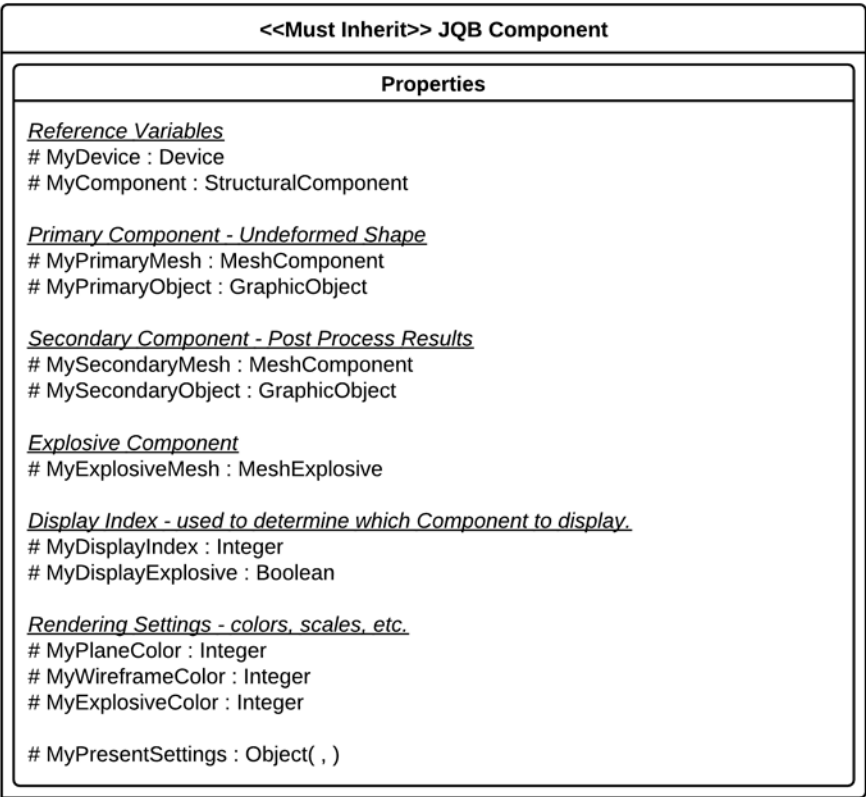 <<Must Inherit>> JQB Component
Properties
Reference Variables
# MyDevice : Device
# MyComponent : StructuralComponent
Primary Component - Undeformed Shape
# MyPrimaryMesh : MeshComponent
# MyPrimaryObject : GraphicObject
Secondary Component - Post Process Results
# MySecondaryMesh : MeshComponent
# MySecondaryObject : GraphicObject
Explosive Component
# MyExplosiveMesh : MeshExplosive
Display Index - used to determine which Component to display.
# MyDisplayIndex : Integer
# MyDisplayExplosive : Boolean
Rendering Settings - colors, scales, etc.
# MyPlaneColor : Integer
# MyWireframeColor : Integer
# MyExplosiveColor : Integer
# MyPresentSettings : Object( , )